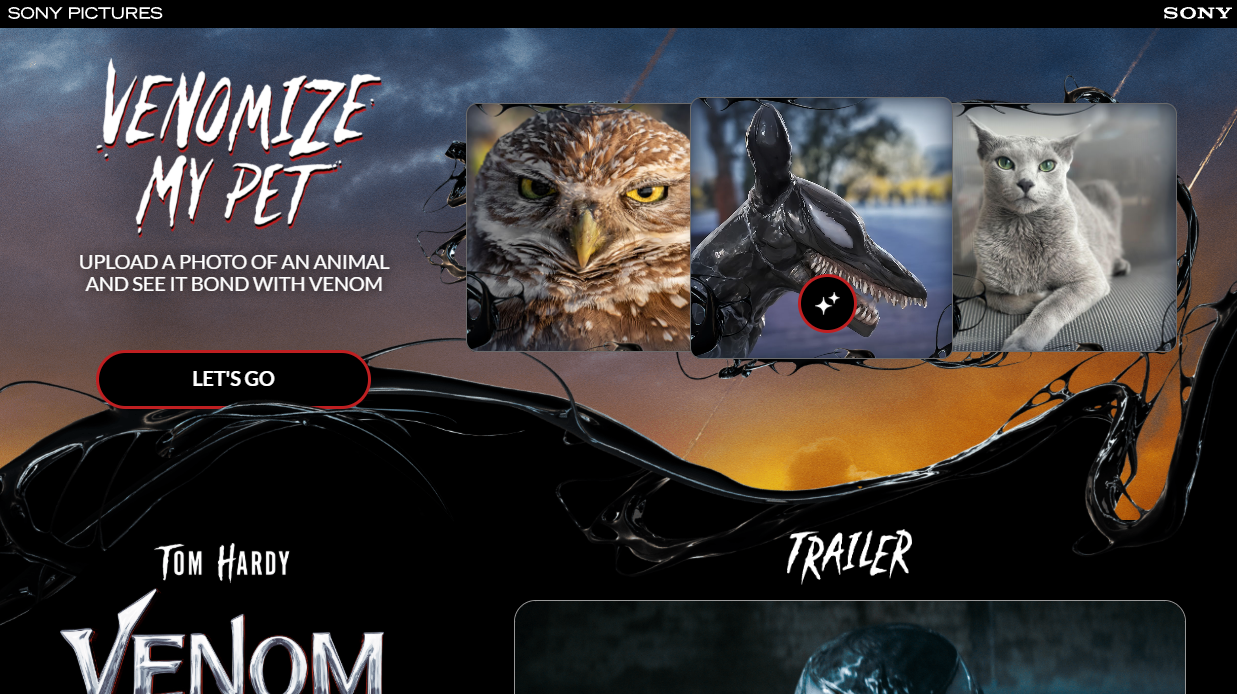 SONY PICTURES
SONY
VENOMIZE
MY PET
UPLOAD A PHOTO OF AN ANIMAL
AND SEE IT BOND WITH VENOM
LET'S GO
TOM HARDY
VENOM
TRAILER